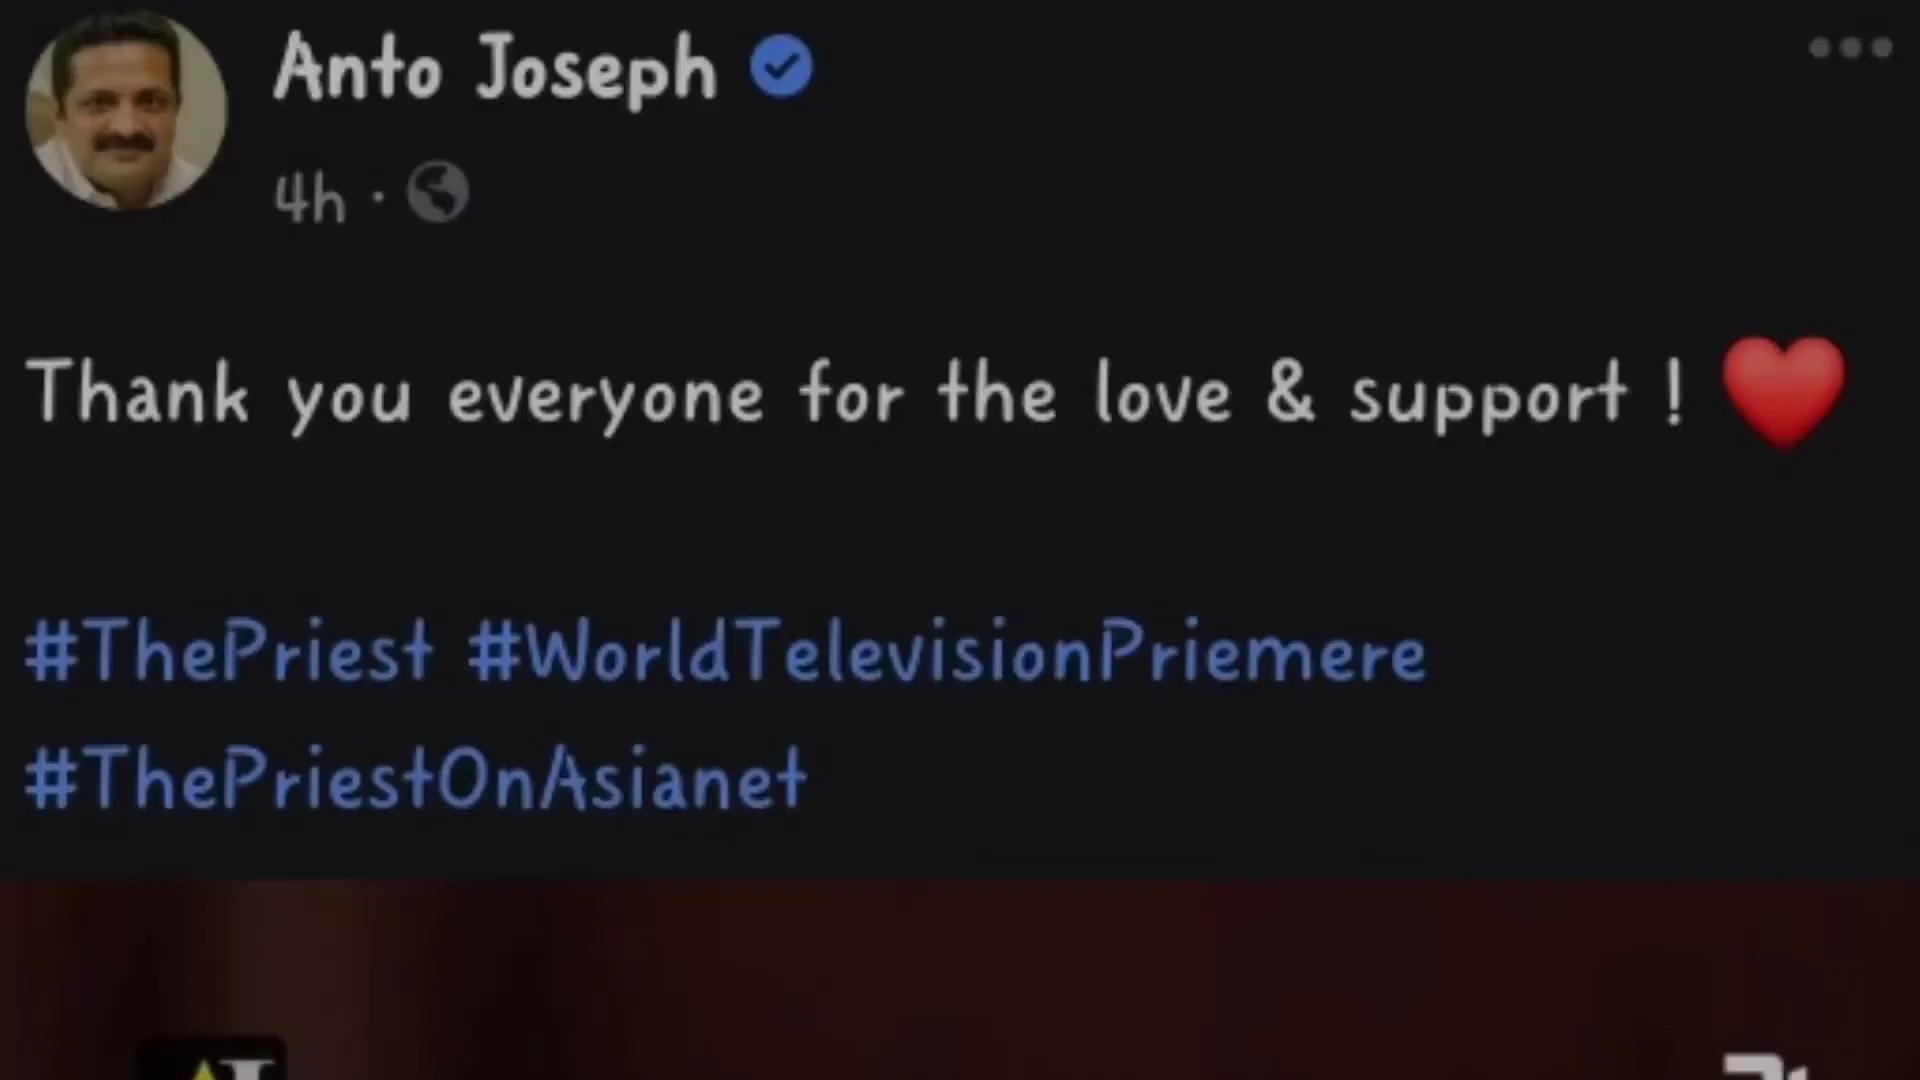 Anto Joseph
4h ·
Thank you everyone for the love & support ! ❤️
#ThePriest #WorldTelevisionPriemere
#ThePriestOnAsianet